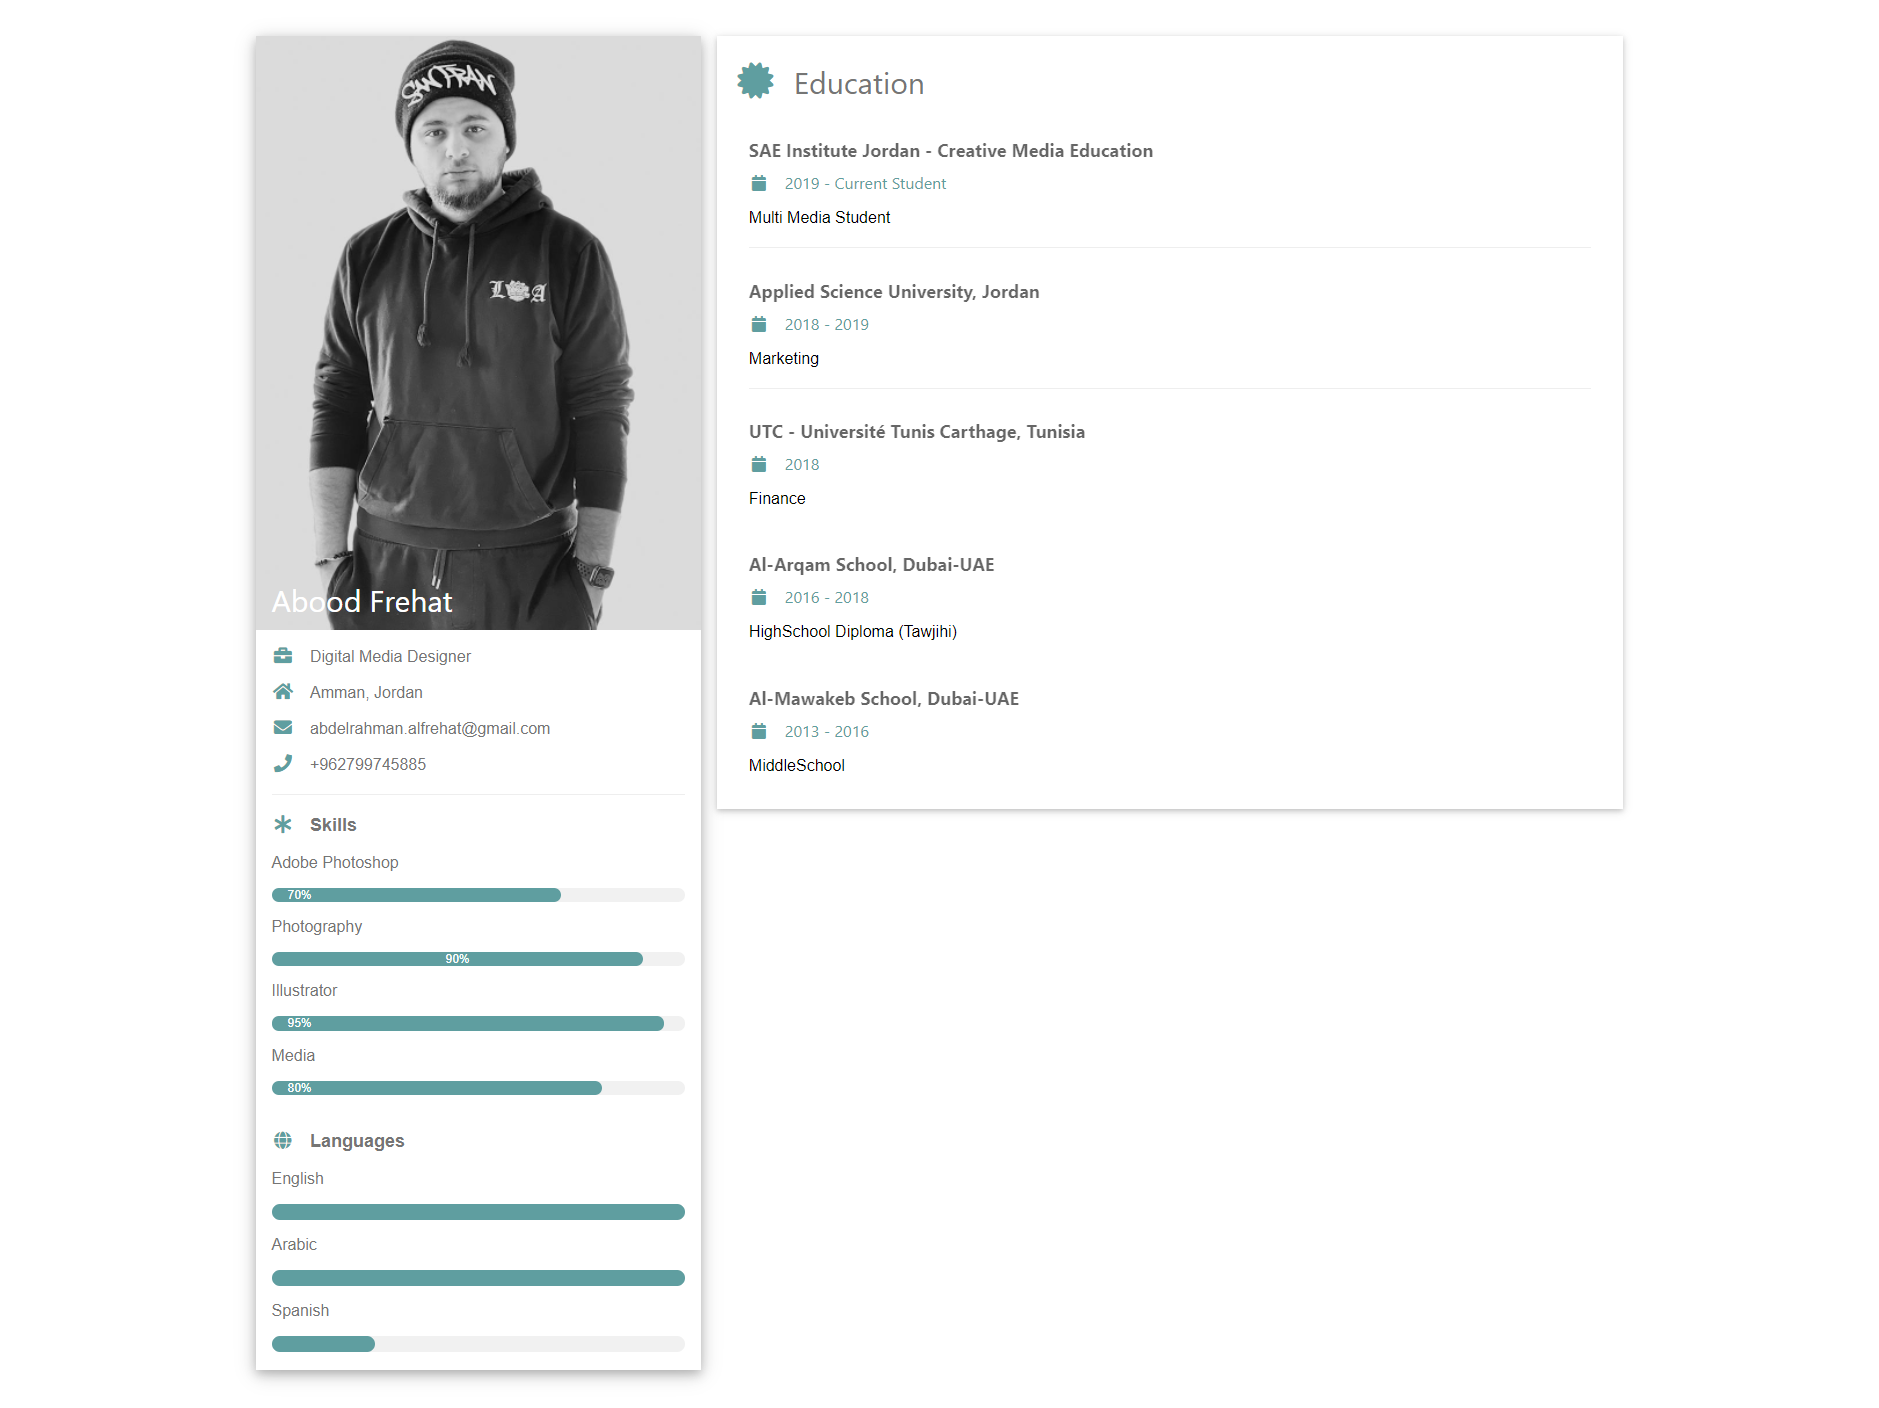 Abood Frehat
Digital Media Designer
Amman, Jordan
abdelrahman.alfrehat@gmail.com
+962799745885
Skills
Adobe Photoshop
70%
Photography
90%
Illustrator
95%
Media
80%
Languages
English
Arabic
Spanish
Education
SAE Institute Jordan - Creative Media Education
2019 - Current Student
Multi Media Student
Applied Science University, Jordan
2018 - 2019
Marketing
UTC - Université Tunis Carthage, Tunisia
2018
Finance
Al-Arqam School, Dubai-UAE
2016 - 2018
HighSchool Diploma (Tawjihi)
Al-Mawakeb School, Dubai-UAE
2013 - 2016
MiddleSchool